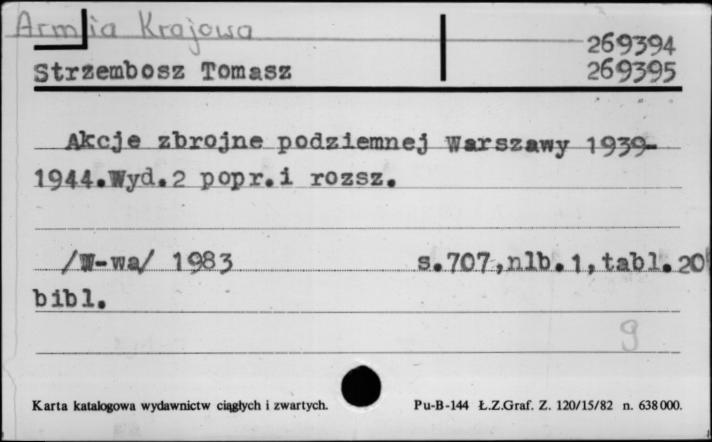 Armia Krajowa
269394
Strzembosz Tomasz 269395
Akcje zbrojne podziemnej Warszawy 1939-
1944.Wyd.2 popr.i rozsz.
/W-wa/ 1983 s.707,nlb.1,tabl.20
bibl.
g
Karta katalogowa wydawnictw ciągłych i zwartych. Pu-B-144 Ł.Z.Graf. Z. 120/15/82 n. 638000.